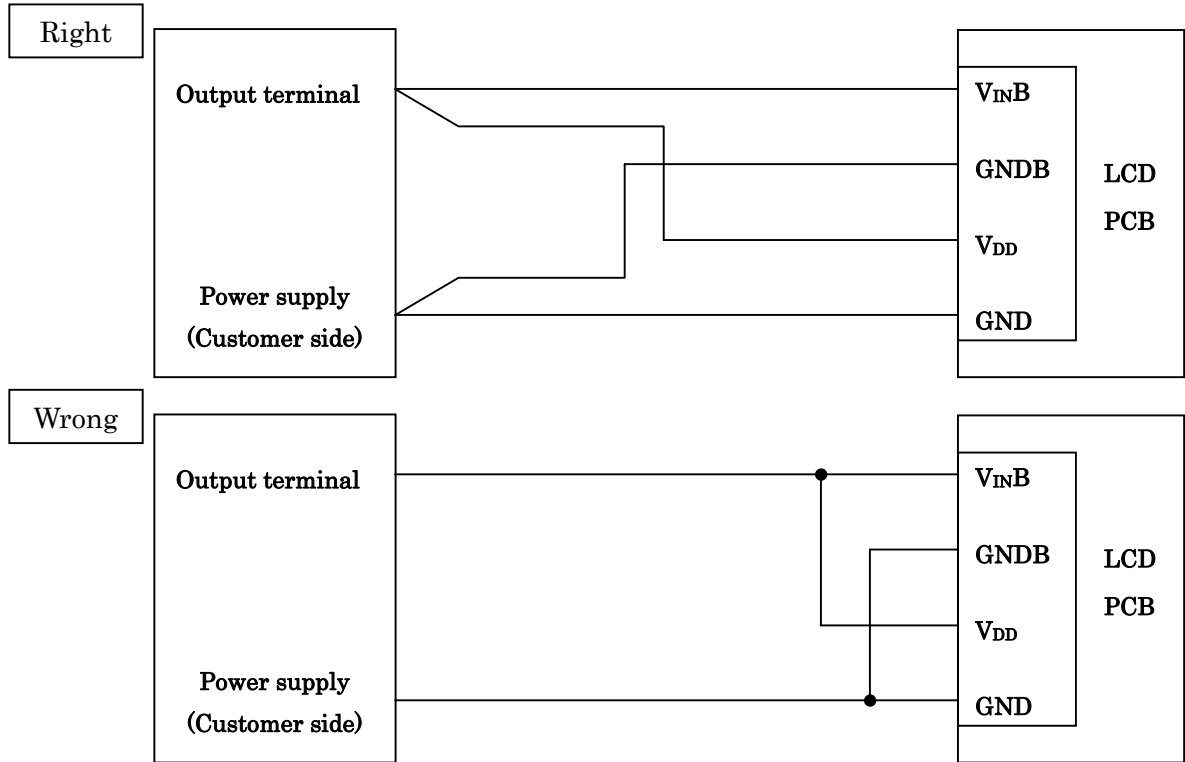 Right
Output terminal
Power supply
(Customer side)
VINB
GNDB
VDD
GND
LCD
PCB
Wrong
Output terminal
Power supply
(Customer side)
VINB
GNDB
VDD
GND
LCD
PCB